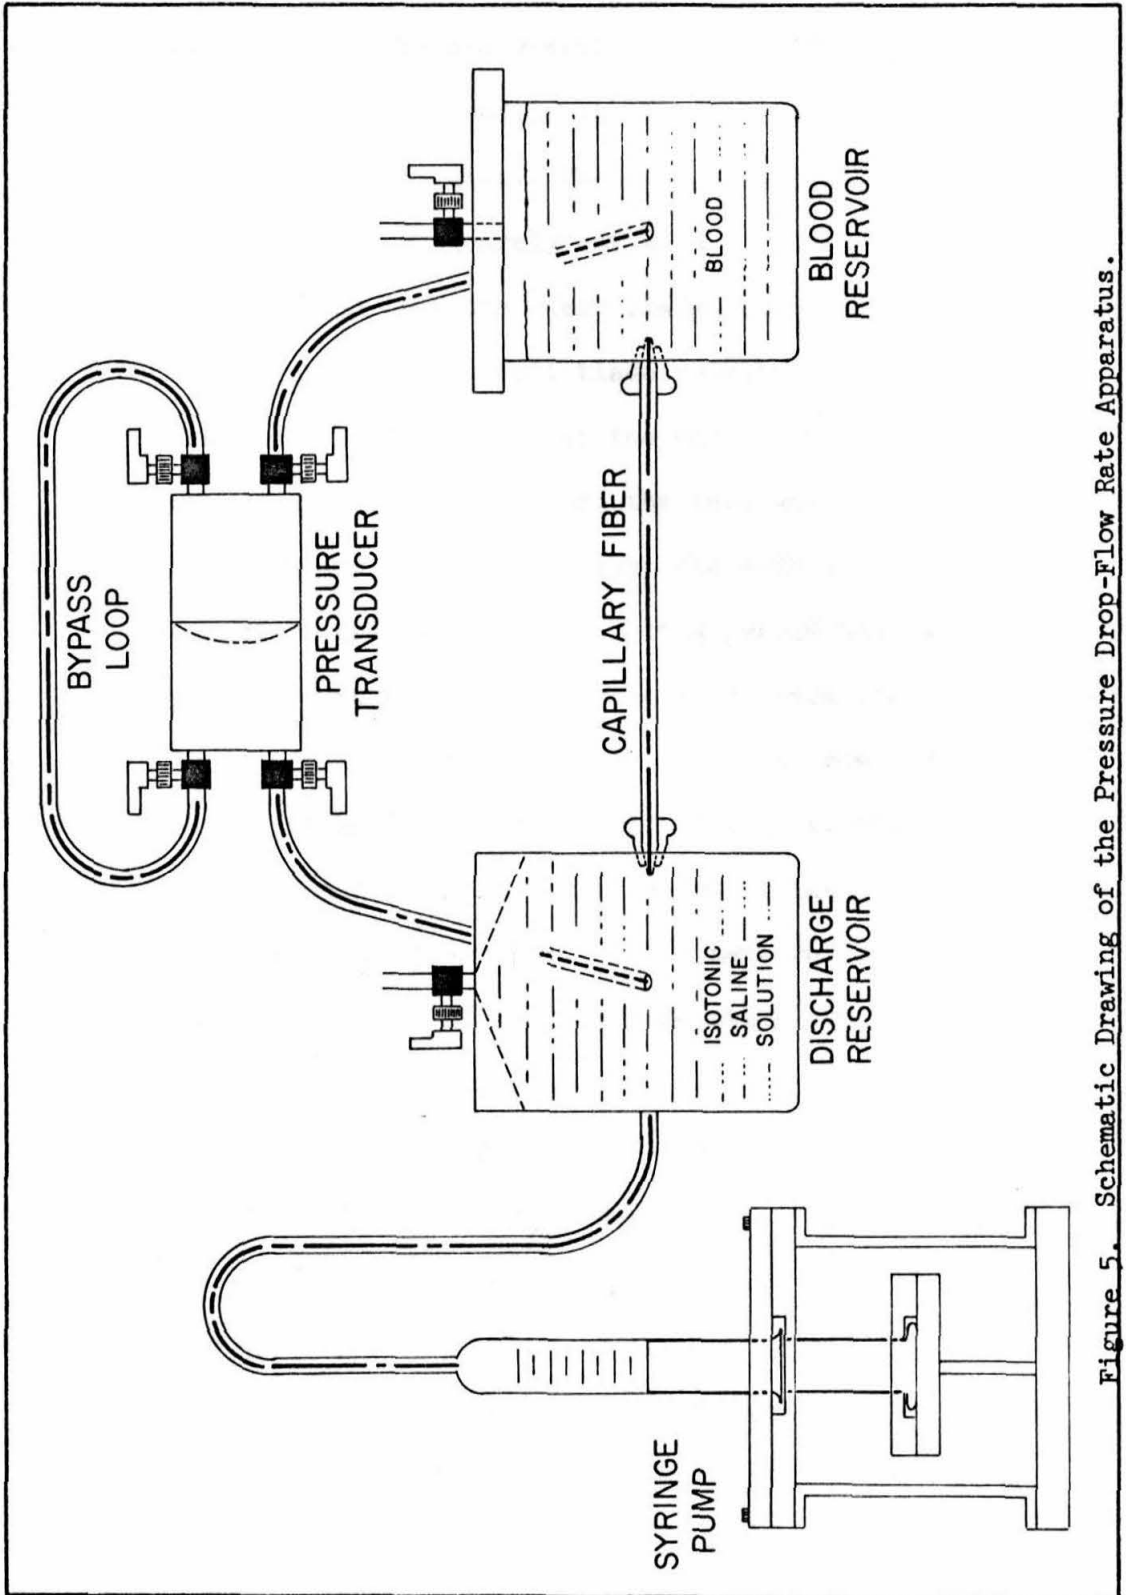 BYPASS
LOOP
PRESSURE
TRANSDUCER
CAPILLARY FIBER
BLOOD
BLOOD
RESERVOIR
ISOTONIC
SALINE
SOLUTION
DISCHARGE
RESERVOIR
SYRINGE
PUMP
Figure 5. Schematic Drawing of the Pressure Drop-Flow Rate Apparatus.